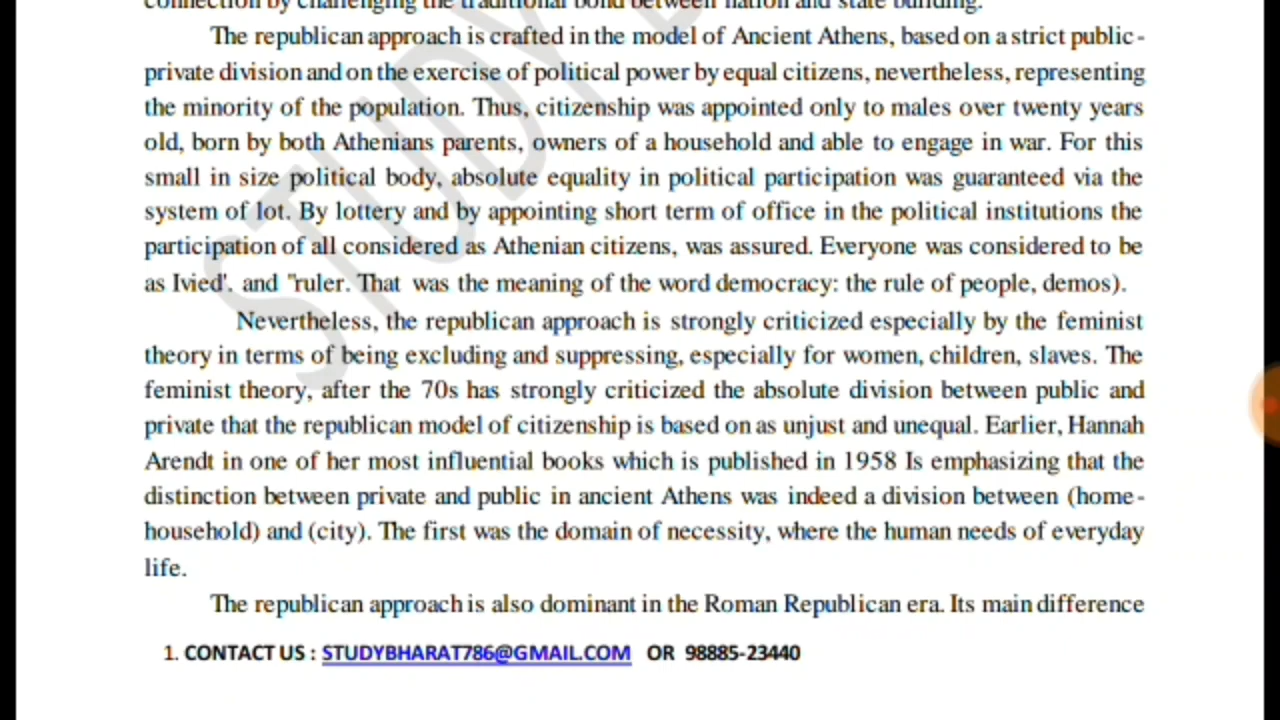 connection by challenging the traditional bond between nation and state building.
The republican approach is crafted in the model of Ancient Athens, based on a strict public-
private division and on the exercise of political power by equal citizens, nevertheless, representing
the minority of the population. Thus, citizenship was appointed only to males over twenty years
old, born by both Athenians parents, owners of a household and able to engage in war. For this
small in size political body, absolute equality in political participation was guaranteed via the
system of lot. By lottery and by appointing short term of office in the political institutions the
participation of all considered as Athenian citizens, was assured. Everyone was considered to be
as Ivied'. and "ruler. That was the meaning of the word democracy: the rule of people, demos).
Nevertheless, the republican approach is strongly criticized especially by the feminist
theory in terms of being excluding and suppressing, especially for women, children, slaves. The
feminist theory, after the 70s has strongly criticized the absolute division between public and
private that the republican model of citizenship is based on as unjust and unequal. Earlier, Hannah
Arendt in one of her most influential books which is published in 1958 Is emphasizing that the
distinction between private and public in ancient Athens was indeed a division between (home-
household) and (city). The first was the domain of necessity, where the human needs of everyday
life.
The republican approach is also dominant in the Roman Republican era. Its main difference
1. CONTACT US : STUDYBHARAT786@GMAIL.COM OR 98885-23440
STUDY